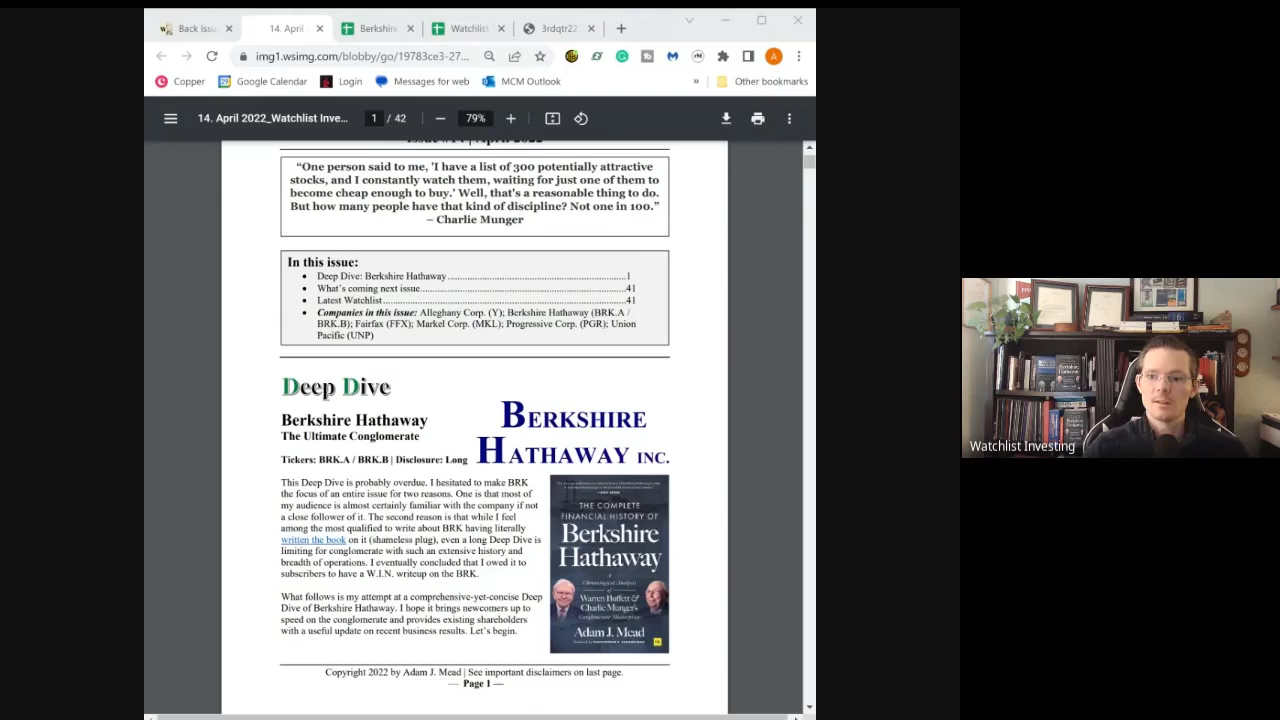 Back Issu
14. April
Berkshire
Watchlist
3rdqtr22
img1.wsimg.com/blobby/go/19783ce3-27...
Copper
Google Calendar
Login
Messages for web
MCM Outlook
»
Other bookmarks
14. April 2022_Watchlist Inve...
1 / 42
79%
“One person said to me, 'I have a list of 300 potentially attractive
stocks, and I constantly watch them, waiting for just one of them to
become cheap enough to buy.' Well, that's a reasonable thing to do.
But how many people have that kind of discipline? Not one in 100.”
– Charlie Munger
In this issue:
• Deep Dive: Berkshire Hathaway.....1
• What's coming next issue.....41
• Latest Watchlist.....41
• Companies in this issue: Alleghany Corp. (Y); Berkshire Hathaway (BRK.A /
BRK.B); Fairfax (FFX); Markel Corp. (MKL); Progressive Corp. (PGR); Union
Pacific (UNP)
Deep Dive
Berkshire Hathaway
The Ultimate Conglomerate
Tickers: BRK.A / BRK.B | Disclosure: Long
BERKSHIRE
HATHAWAY INC.
This Deep Dive is probably overdue. I hesitated to make BRK
the focus of an entire issue for two reasons. One is that most of
my audience is almost certainly familiar with the company if not
a close follower of it. The second reason is that while I feel
among the most qualified to write about BRK having literally
written the book on it (shameless plug), even a long Deep Dive is
limiting for conglomerate with such an extensive history and
breadth of operations. I eventually concluded that I owed it to
subscribers to have a W.I.N. writeup on the BRK.
What follows is my attempt at a comprehensive-yet-concise Deep
Dive of Berkshire Hathaway. I hope it brings newcomers up to
speed on the conglomerate and provides existing shareholders
with a useful update on recent business results. Let's begin.
THE COMPLETE
FINANCIAL HISTORY OF
Berkshire
Hathaway
A
Chronological Analysis
of
Warren Buffett &
Charlie Munger's
Conglomerate Masterpiece
Adam J. Mead
Copyright 2022 by Adam J. Mead | See important disclaimers on last page.
— Page 1 —
Berkshire
Hathaway
Watchlist Investing